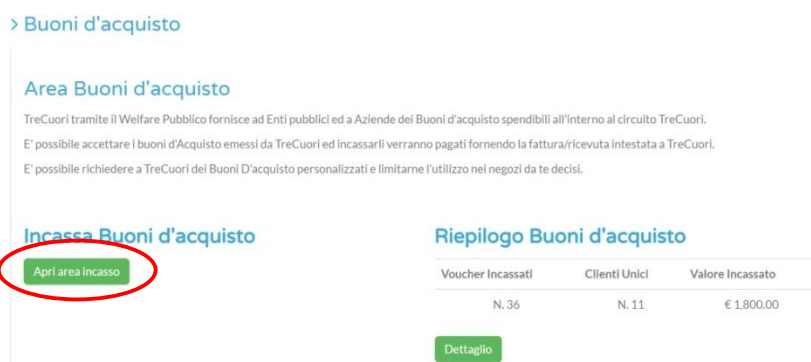 > Buoni d'acquisto
Area Buoni d'acquisto
TreCuori tramite il Welfare Pubblico fornisce ad Enti pubblici ed a Aziende dei Buoni d'acquisto spendibili all'interno al circuito TreCuori.
E' possibile accettare i buoni d'Acquisto emessi da TreCuori ed incassarli verranno pagati fornendo la fattura/ricevuta intestata a TreCuori.
E' possibile richiedere a TreCuori dei Buoni D'acquisto personalizzati e limitarne l'utilizzo nei negozi da te decisi.
Incassa Buoni d'acquisto
Apri area incasso
Riepilogo Buoni d'acquisto
Voucher Incassati Clienti Unici Valore Incassato
N. 36 N. 11 € 1,800.00
Dettaglio